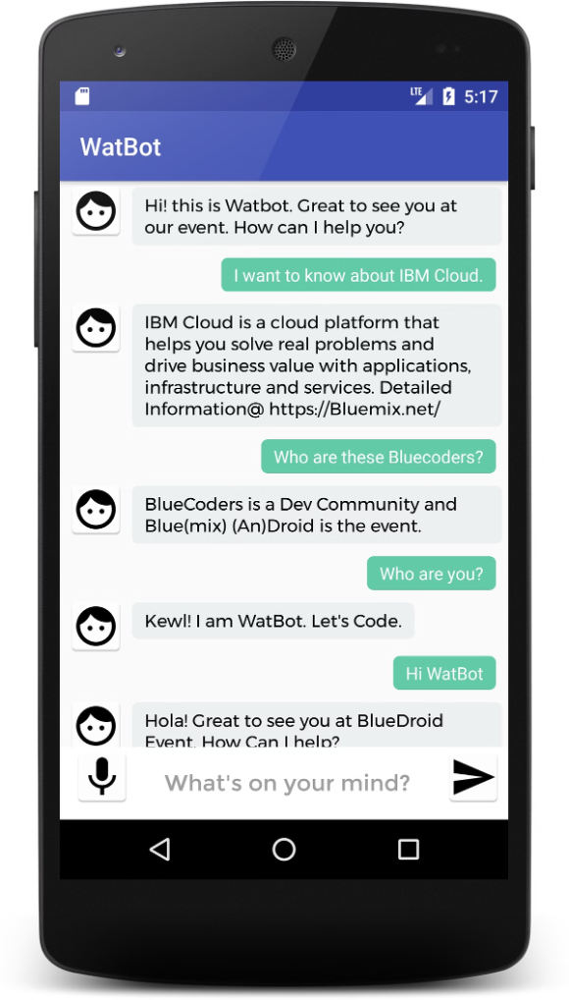 LTE 5:17
WatBot
Hi! this is Watbot. Great to see you at
our event. How can I help you?
I want to know about IBM Cloud.
IBM Cloud is a cloud platform that
helps you solve real problems and
drive business value with applications,
infrastructure and services. Detailed
Information@ https://Bluemix.net/
Who are these Bluecoders?
BlueCoders is a Dev Community and
Blue(mix) (An)Droid is the event.
Who are you?
Kewl! I am WatBot. Let's Code.
Hi WatBot
Hola! Great to see you at BlueDroid
Event. How Can I help?
What's on your mind?